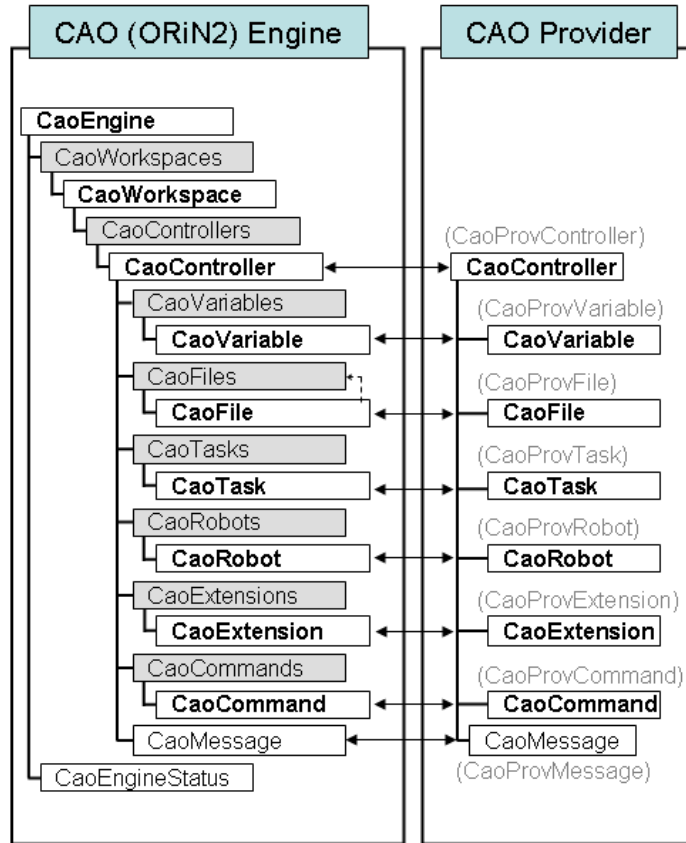 CAO (ORiN2) Engine
CaoEngine
CaoWorkspaces
CaoWorkspace
CaoControllers
CaoController
CaoVariables
CaoVariable
CaoFiles
CaoFile
CaoTasks
CaoTask
CaoRobots
CaoRobot
CaoExtensions
CaoExtension
CaoCommands
CaoCommand
CaoMessage
CaoEngineStatus
CAO Provider
(CaoProvController)
CaoController
(CaoProvVariable)
CaoVariable
(CaoProvFile)
CaoFile
(CaoProvTask)
CaoTask
(CaoProvRobot)
CaoRobot
(CaoProvExtension)
CaoExtension
(CaoProvCommand)
CaoCommand
CaoMessage
(CaoProvMessage)